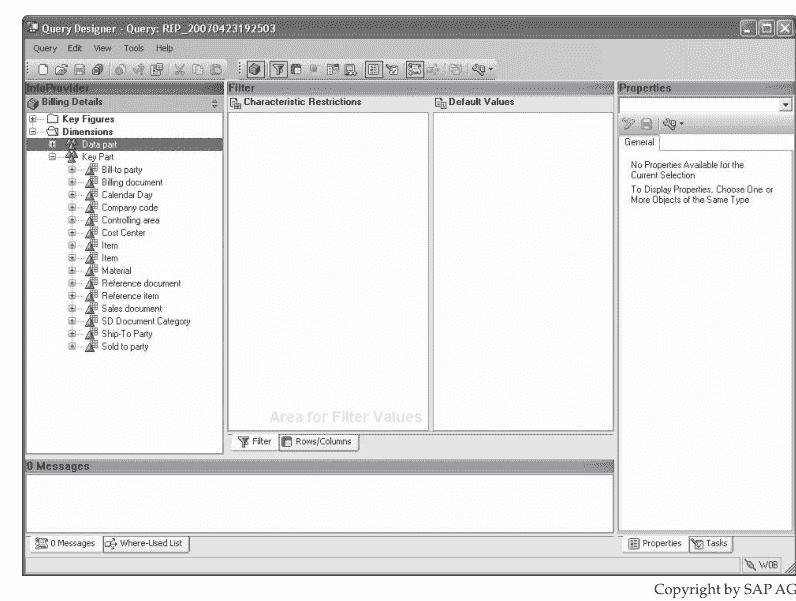 Query Designer - Query: REP_20070423192503
Query Edit View Tools Help
InfoProvider
Filter
Properties
Billing Details
Characteristic Restrictions
Default Values
Key Figures
Dimensions
Data part
Key Part
Bill-to party
Billing document
Calendar Day
Company code
Controlling area
Cost Center
Item
Item
Material
Reference document
Reference item
Sales document
SD Document Category
Ship-To Party
Sold to party
General
No Properties Available for the
Current Selection
To Display Properties, Choose One or
More Objects of the Same Type
Area for Filter Values
Filter
Rows/Columns
0 Messages
0 Messages
Where-Used List
Properties
Tasks
W0B
Copyright by SAP AG